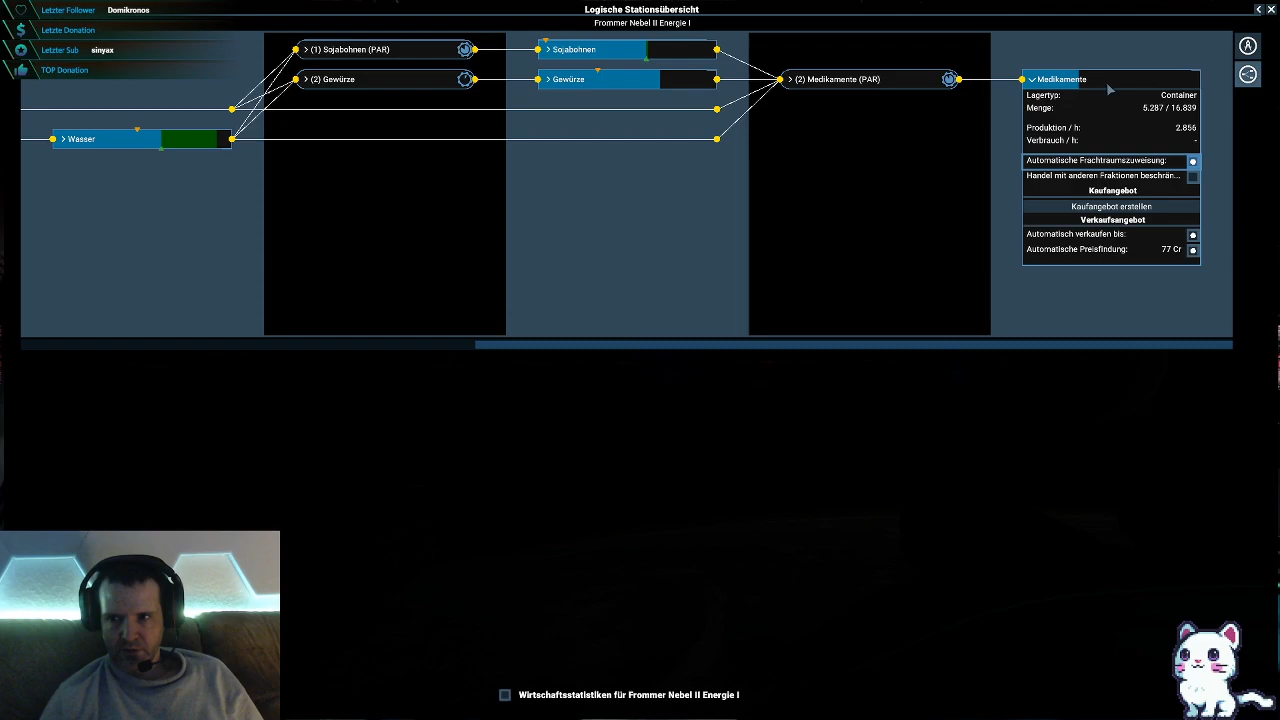 Letzter Follower Domikronos
Letzte Donation
Letzter Sub sinyax
TOP Donation
Logische Stationsübersicht
Frommer Nebel II Energie I
(1) Sojabohnen (PAR)
Sojabohnen
(2) Gewürze
Gewürze
(2) Medikamente (PAR)
Medikamente
Lagertyp: Container
Menge: 5.287 / 16.839
Produktion / h: 2.856
Verbrauch / h: -
Wasser
Automatische Frachtraumzuweisung:
Handel mit anderen Fraktionen beschrän...
Kaufangebot
Kaufangebot erstellen
Verkaufsangebot
Automatisch verkaufen bis:
Automatische Preisfindung: 77 Cr
Wirtschaftsstatistiken für Frommer Nebel II Energie I